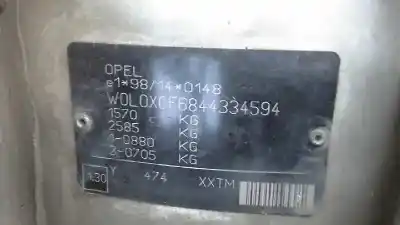 OPEL
e1*98/14*0148
W0L0XCF6844334594
1570 KG
2585 KG
1-0880 KG
2-0705 KG
Y 474 XXTM